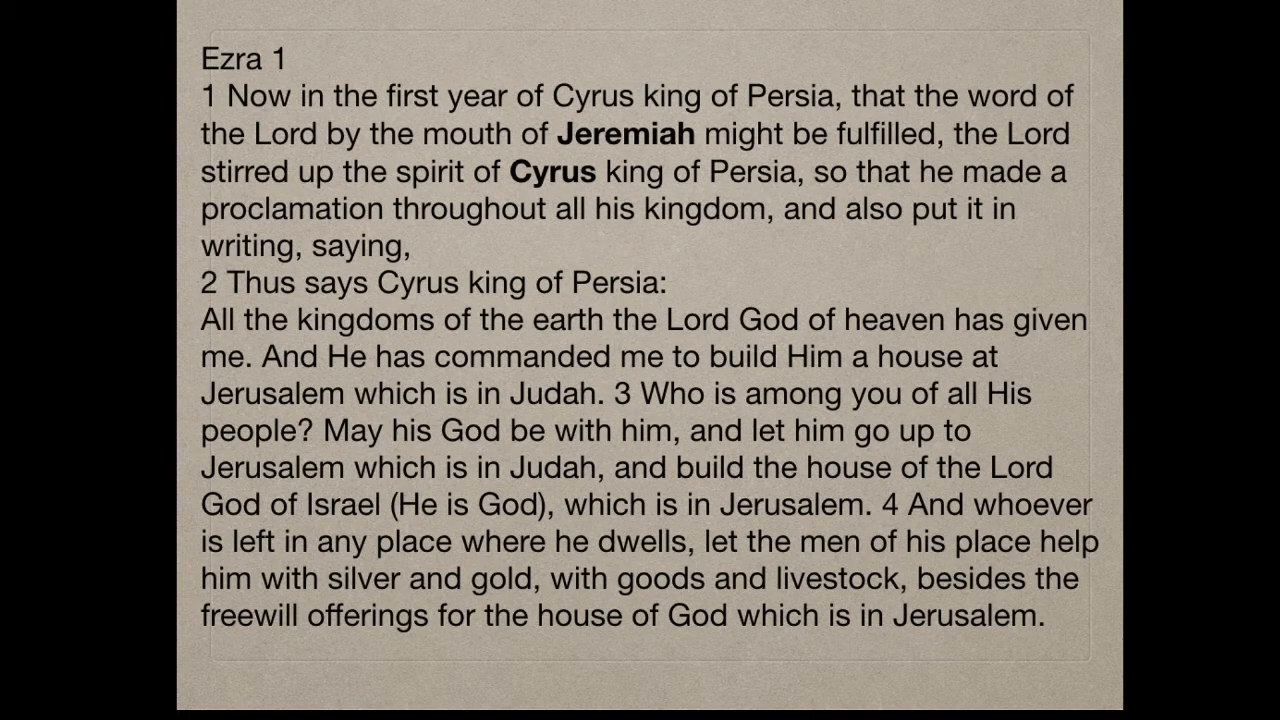 Ezra 1
1 Now in the first year of Cyrus king of Persia, that the word of
the Lord by the mouth of Jeremiah might be fulfilled, the Lord
stirred up the spirit of Cyrus king of Persia, so that he made a
proclamation throughout all his kingdom, and also put it in
writing, saying,
2 Thus says Cyrus king of Persia:
All the kingdoms of the earth the Lord God of heaven has given
me. And He has commanded me to build Him a house at
Jerusalem which is in Judah. 3 Who is among you of all His
people? May his God be with him, and let him go up to
Jerusalem which is in Judah, and build the house of the Lord
God of Israel (He is God), which is in Jerusalem. 4 And whoever
is left in any place where he dwells, let the men of his place help
him with silver and gold, with goods and livestock, besides the
freewill offerings for the house of God which is in Jerusalem.